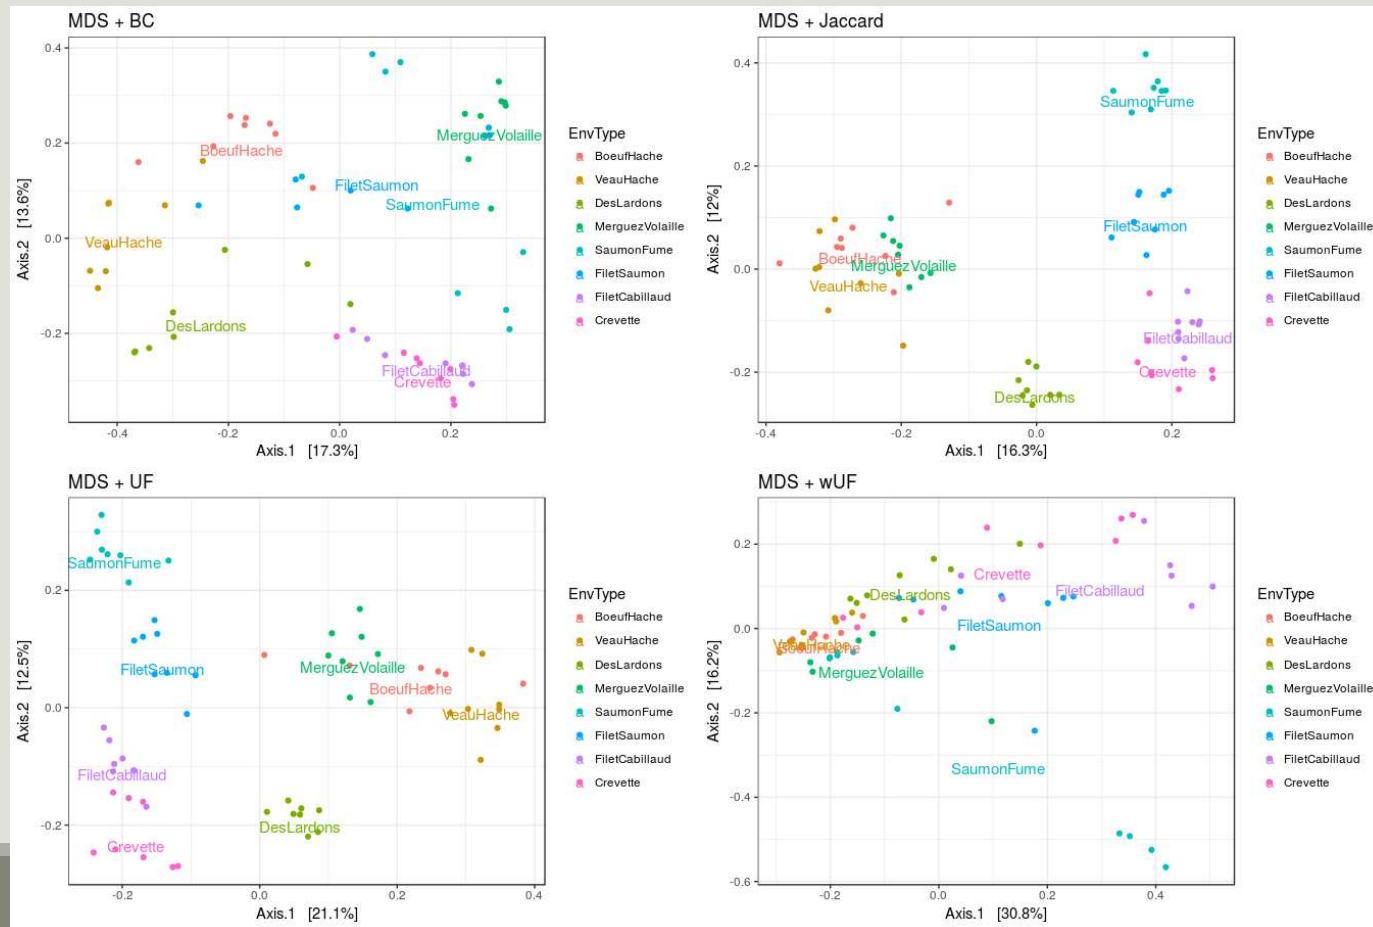 MDS + BC
0.4
0.2
0.0
-0.2
-0.4
-0.2
0.0
0.2
Axis.2 [13.6%]
Axis.1 [17.3%]
BoeufHache
MerguezVolaille
FiletSaumon
SaumonFume
VeauHache
DesLardons
FiletCabillaud
Crevette
EnvType
BoeufHache
VeauHache
DesLardons
MerguezVolaille
SaumonFume
FiletSaumon
FiletCabillaud
Crevette
MDS + Jaccard
0.4
0.2
0.0
-0.2
-0.4
-0.2
0.0
0.2
Axis.2 [12%]
Axis.1 [16.3%]
SaumonFume
FiletSaumon
BoeufHache
MerguezVolaille
VeauHache
FiletCabillaud
Crevette
DesLardons
EnvType
BoeufHache
VeauHache
DesLardons
MerguezVolaille
SaumonFume
FiletSaumon
FiletCabillaud
Crevette
MDS + UF
0.2
0.0
-0.2
-0.2
0.0
0.2
0.4
Axis.2 [12.5%]
Axis.1 [21.1%]
SaumonFume
FiletSaumon
MerguezVolaille
BoeufHache
VeauHache
FiletCabillaud
DesLardons
Crevette
EnvType
BoeufHache
VeauHache
DesLardons
MerguezVolaille
SaumonFume
FiletSaumon
FiletCabillaud
Crevette
MDS + wUF
0.2
0.0
-0.2
-0.4
-0.6
-0.2
0.0
0.2
0.4
Axis.2 [16.2%]
Axis.1 [30.8%]
Crevette
FiletCabillaud
DesLardons
FiletSaumon
VeauHache
BoeufHache
MerguezVolaille
SaumonFume
EnvType
BoeufHache
VeauHache
DesLardons
MerguezVolaille
SaumonFume
FiletSaumon
FiletCabillaud
Crevette